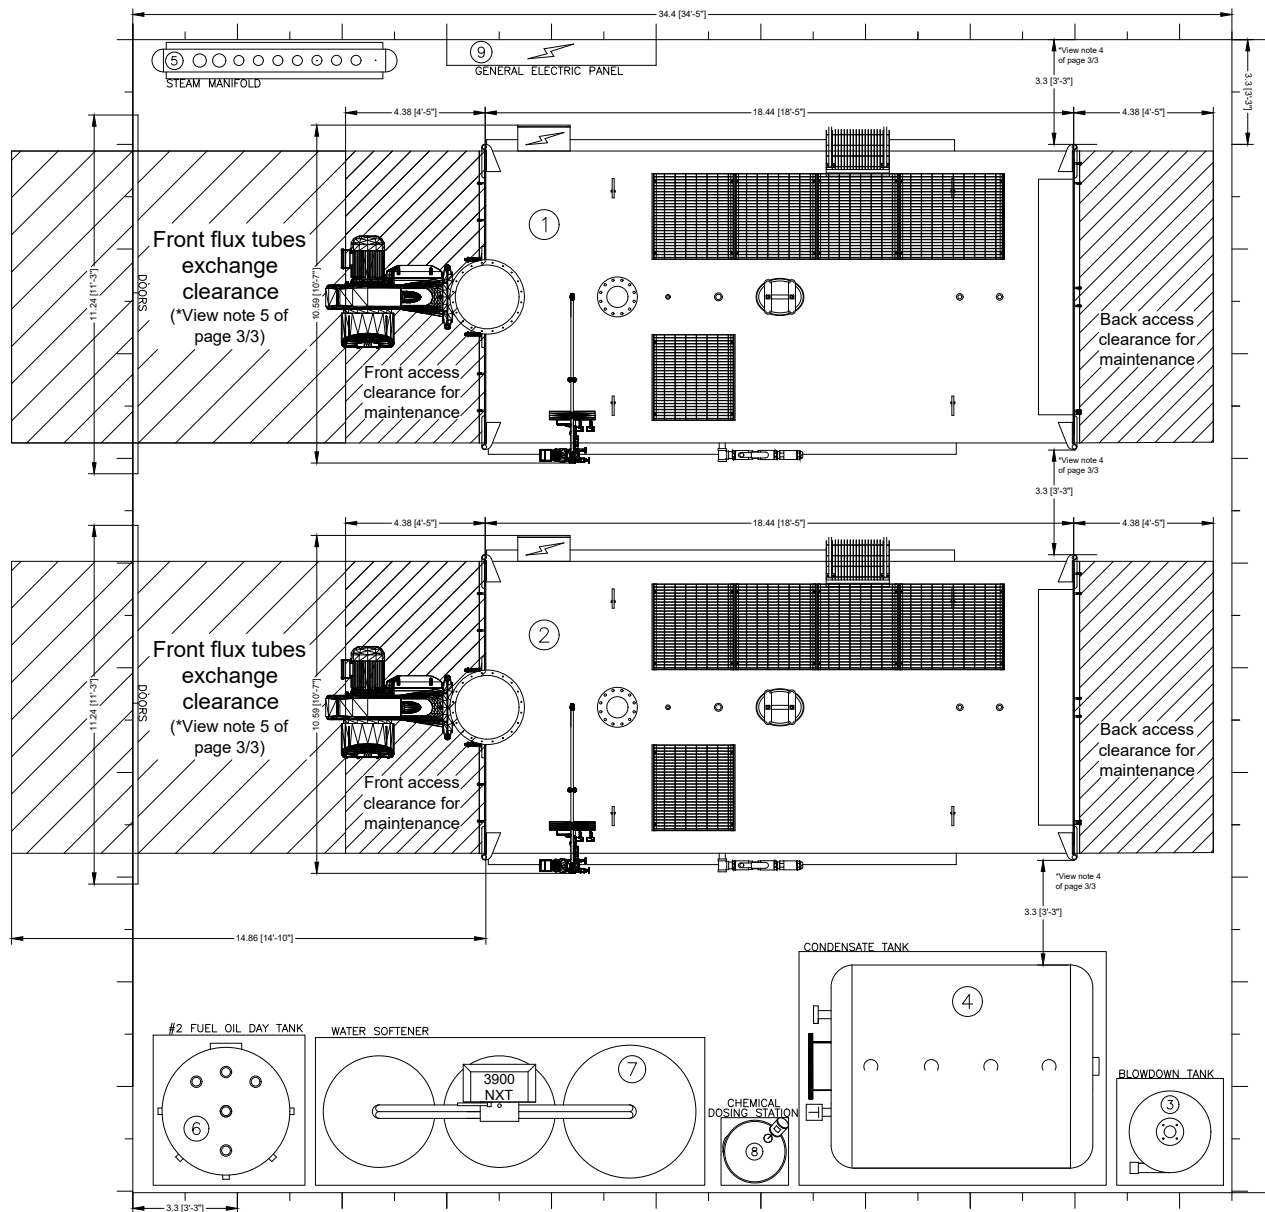 34.4 [34'-5"]
5
STEAM MANIFOLD
9
GENERAL ELECTRIC PANEL
*View note 4
of page 3/3
3.3 [3'-3"]
3.3 [3'-3"]
4.38 [4'-5"]
18.44 [18'-5"]
4.38 [4'-5"]
11.24 [11'-3"]
DOORS
10.59 [10'-7"]
1
Front flux tubes
exchange
clearance
(*View note 5 of
page 3/3)
Front access
clearance for
maintenance
Back access
clearance for
maintenance
*View note 4
of page 3/3
3.3 [3'-3"]
4.38 [4'-5"]
18.44 [18'-5"]
4.38 [4'-5"]
11.24 [11'-3"]
DOORS
10.59 [10'-7"]
2
Front flux tubes
exchange
clearance
(*View note 5 of
page 3/3)
Front access
clearance for
maintenance
Back access
clearance for
maintenance
*View note 4
of page 3/3
3.3 [3'-3"]
14.86 [14'-10"]
CONDENSATE TANK
4
#2 FUEL OIL DAY TANK
6
WATER SOFTENER
7
3900
NXT
CHEMICAL
DOSING STATION
8
BLOWDOWN TANK
3
3.3 [3'-3"]